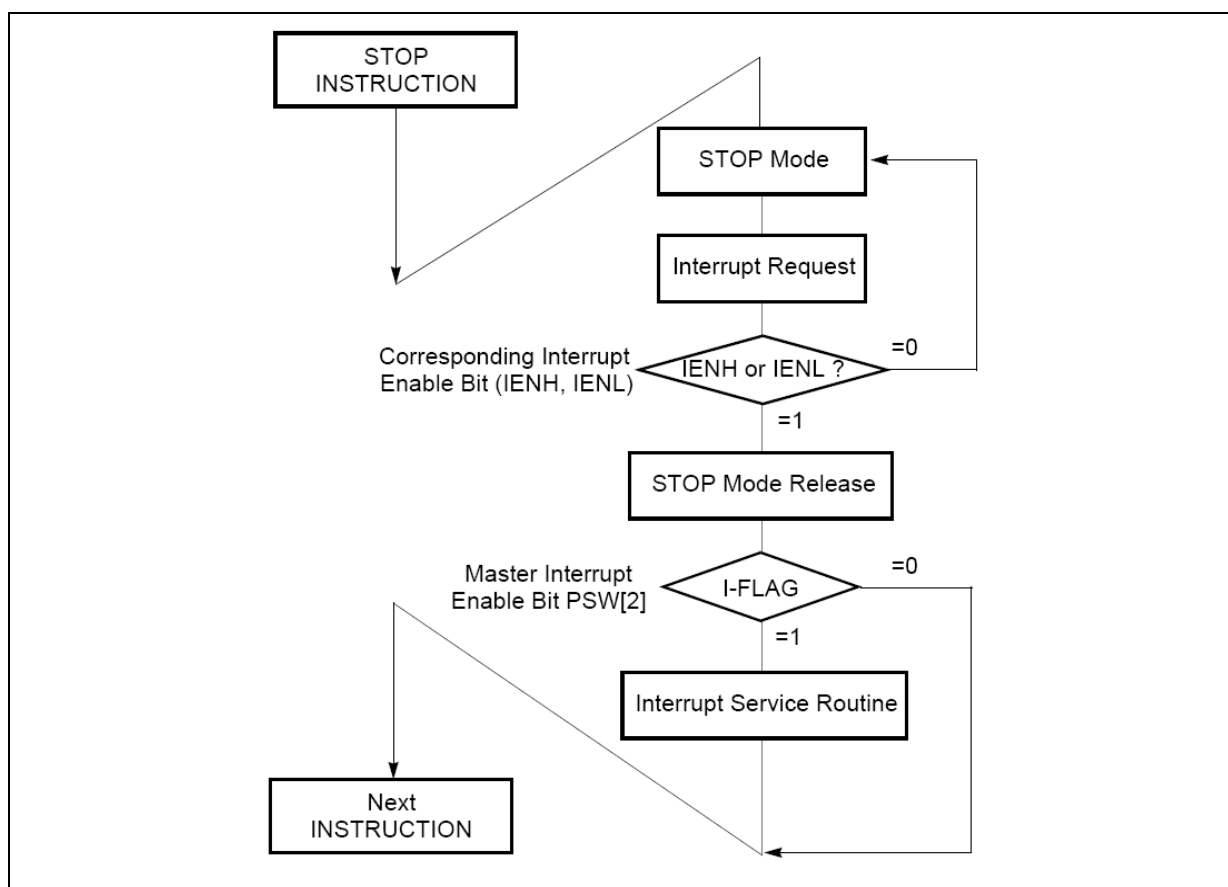 STOP
INSTRUCTION
STOP Mode
Interrupt Request
Corresponding Interrupt
Enable Bit (IENH, IENL)
IENH or IENL ?
=0
=1
STOP Mode Release
Master Interrupt
Enable Bit PSW[2]
I-FLAG
=0
=1
Interrupt Service Routine
Next
INSTRUCTION